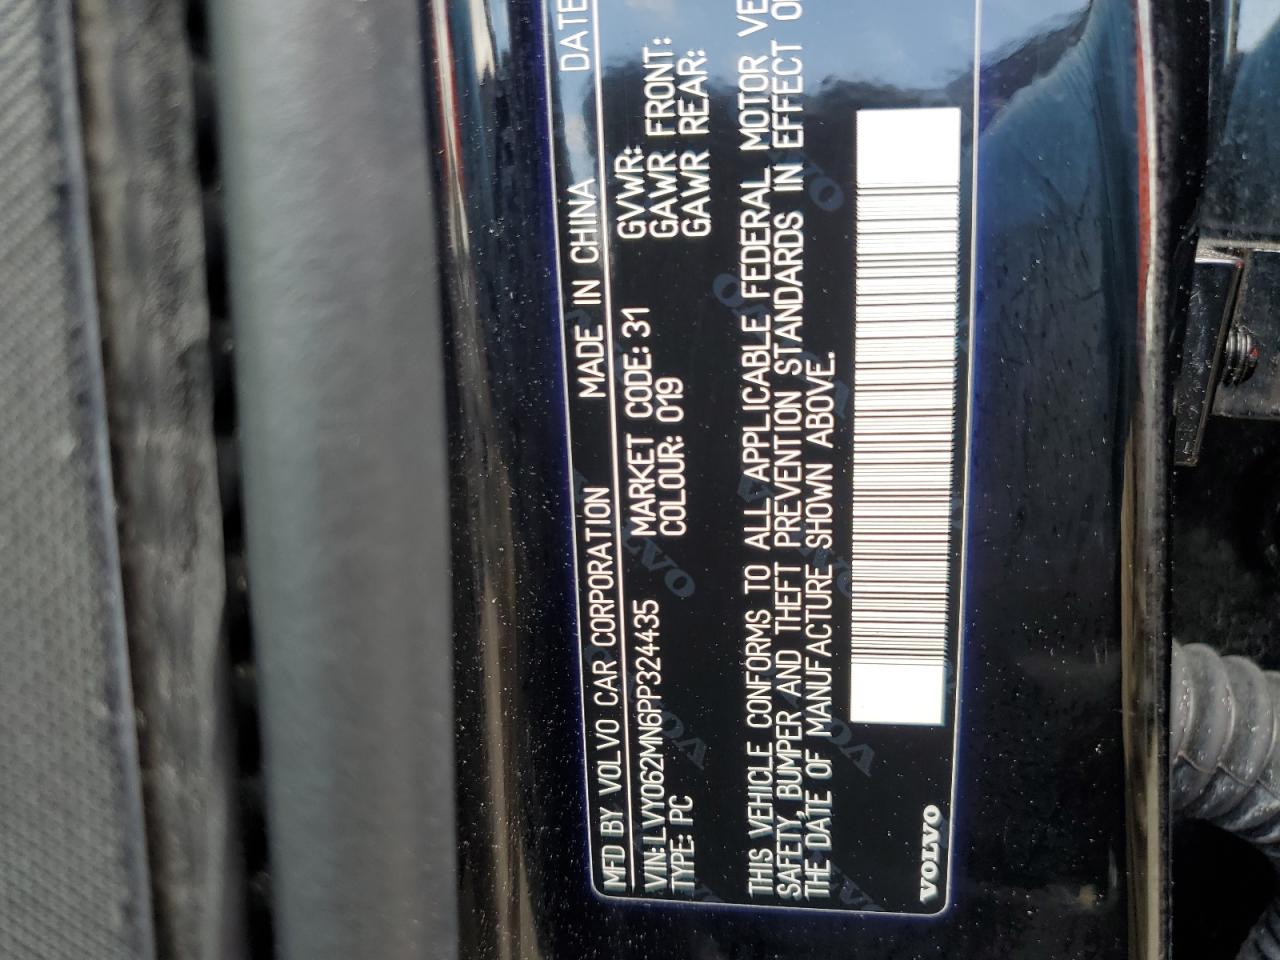 MFD BY VOLVO CAR CORPORATION MADE IN CHINA DATE
VIN: LVY062MN6PP324435 MARKET CODE: 31 GVWR:
TYPE: PC COLOUR: 019 GAWR FRONT:
GAWR REAR:
THIS VEHICLE CONFORMS TO ALL APPLICABLE FEDERAL MOTOR VE
SAFETY, BUMPER AND THEFT PREVENTION STANDARDS IN EFFECT O
THE DATE OF MANUFACTURE SHOWN ABOVE.
VOLVO